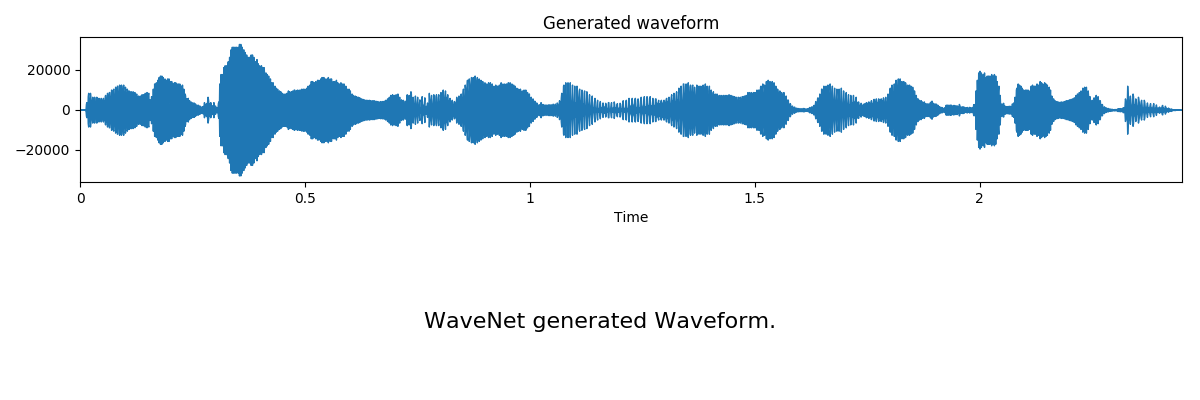 Generated waveform
20000
0
−20000
0 0.5 1 1.5 2
Time
WaveNet generated Waveform.